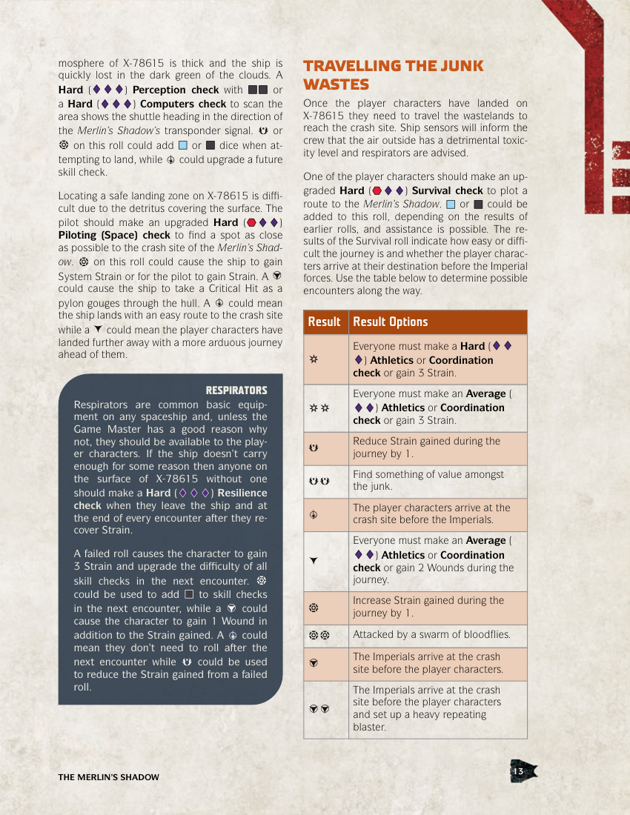 mosphere of X-78615 is thick and the ship is
quickly lost in the dark green of the clouds. A
Hard (♦ ♦ ♦) Perception check with ■■ or
a Hard (♦ ♦ ♦) Computers check to scan the
area shows the shuttle heading in the direction of
the Merlin's Shadow's transponder signal. or
on this roll could add □ or ■ dice when at-
tempting to land, while could upgrade a future
skill check.
Locating a safe landing zone on X-78615 is diffi-
cult due to the detritus covering the surface. The
pilot should make an upgraded Hard (⬣ ♦ ♦)
Piloting (Space) check to find a spot as close
as possible to the crash site of the Merlin's Shad-
ow. on this roll could cause the ship to gain
System Strain or for the pilot to gain Strain. A
could cause the ship to take a Critical Hit as a
pylon gouges through the hull. A could mean
the ship lands with an easy route to the crash site
while a ▼ could mean the player characters have
landed further away with a more arduous journey
ahead of them.
RESPIRATORS
Respirators are common basic equip-
ment on any spaceship and, unless the
Game Master has a good reason why
not, they should be available to the play-
er characters. If the ship doesn't carry
enough for some reason then anyone on
the surface of X-78615 without one
should make a Hard (◇ ◇ ◇) Resilience
check when they leave the ship and at
the end of every encounter after they re-
cover Strain.
A failed roll causes the character to gain
3 Strain and upgrade the difficulty of all
skill checks in the next encounter.
could be used to add ■ to skill checks
in the next encounter, while a could
cause the character to gain 1 Wound in
addition to the Strain gained. A could
mean they don't need to roll after the
next encounter while could be used
to reduce the Strain gained from a failed
roll.
TRAVELLING THE JUNK
WASTES
Once the player characters have landed on
X-78615 they need to travel the wastelands to
reach the crash site. Ship sensors will inform the
crew that the air outside has a detrimental toxic-
ity level and respirators are advised.
One of the player characters should make an up-
graded Hard (⬣ ♦ ♦) Survival check to plot a
route to the Merlin's Shadow. □ or ■ could be
added to this roll, depending on the results of
earlier rolls, and assistance is possible. The re-
sults of the Survival roll indicate how easy or diffi-
cult the journey is and whether the player charac-
ters arrive at their destination before the Imperial
forces. Use the table below to determine possible
encounters along the way.
Result Result Options
Everyone must make a Hard (♦ ♦
♦) Athletics or Coordination
check or gain 3 Strain.
Everyone must make an Average (
♦ ♦) Athletics or Coordination
check or gain 3 Strain.
Reduce Strain gained during the
journey by 1.
Find something of value amongst
the junk.
The player characters arrive at the
crash site before the Imperials.
Everyone must make an Average (
♦ ♦) Athletics or Coordination
check or gain 2 Wounds during the
journey.
Increase Strain gained during the
journey by 1.
Attacked by a swarm of bloodflies.
The Imperials arrive at the crash
site before the player characters.
The Imperials arrive at the crash
site before the player characters
and set up a heavy repeating
blaster.
THE MERLIN'S SHADOW
13